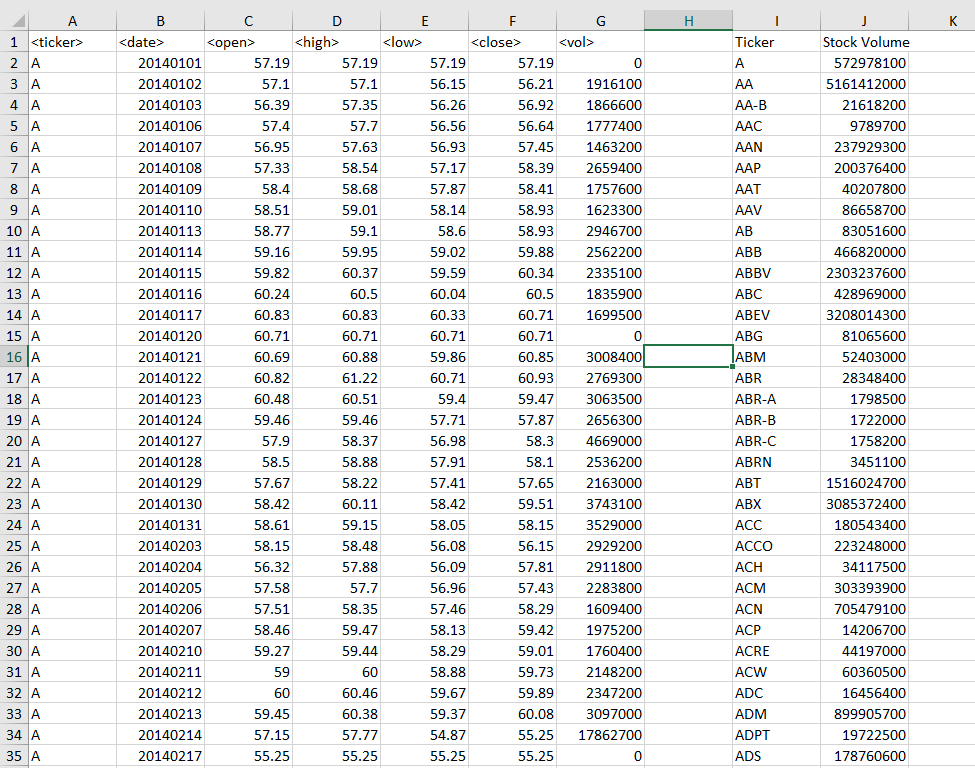 A B C D E F G H I J K
1 <ticker> <date> <open> <high> <low> <close> <vol> Ticker Stock Volume
2 A 20140101 57.19 57.19 57.19 57.19 0 A 572978100
3 A 20140102 57.1 57.1 56.15 56.21 1916100 AA 5161412000
4 A 20140103 56.39 57.35 56.26 56.92 1866600 AA-B 21618200
5 A 20140106 57.4 57.7 56.56 56.64 1777400 AAC 9789700
6 A 20140107 56.95 57.63 56.93 57.45 1463200 AAN 237929300
7 A 20140108 57.33 58.54 57.17 58.39 2659400 AAP 200376400
8 A 20140109 58.4 58.68 57.87 58.41 1757600 AAT 40207800
9 A 20140110 58.51 59.01 58.14 58.93 1623300 AAV 86658700
10 A 20140113 58.77 59.1 58.6 58.93 2946700 AB 83051600
11 A 20140114 59.16 59.95 59.02 59.88 2562200 ABB 466820000
12 A 20140115 59.82 60.37 59.59 60.34 2335100 ABBV 2303237600
13 A 20140116 60.24 60.5 60.04 60.5 1835900 ABC 428969000
14 A 20140117 60.83 60.83 60.33 60.71 1699500 ABEV 3208014300
15 A 20140120 60.71 60.71 60.71 60.71 0 ABG 81065600
16 A 20140121 60.69 60.88 59.86 60.85 3008400 ABM 52403000
17 A 20140122 60.82 61.22 60.71 60.93 2769300 ABR 28348400
18 A 20140123 60.48 60.51 59.4 59.47 3063500 ABR-A 1798500
19 A 20140124 59.46 59.46 57.71 57.87 2656300 ABR-B 1722000
20 A 20140127 57.9 58.37 56.98 58.3 4669000 ABR-C 1758200
21 A 20140128 58.5 58.88 57.91 58.1 2536200 ABRN 3451100
22 A 20140129 57.67 58.22 57.41 57.65 2163000 ABT 1516024700
23 A 20140130 58.42 60.11 58.42 59.51 3743100 ABX 3085372400
24 A 20140131 58.61 59.15 58.05 58.15 3529000 ACC 180543400
25 A 20140203 58.15 58.48 56.08 56.15 2929200 ACCO 223248000
26 A 20140204 56.32 57.88 56.09 57.81 2911800 ACH 34117500
27 A 20140205 57.58 57.7 56.96 57.43 2283800 ACM 303393900
28 A 20140206 57.51 58.35 57.46 58.29 1609400 ACN 705479100
29 A 20140207 58.46 59.47 58.13 59.42 1975200 ACP 14206700
30 A 20140210 59.27 59.44 58.29 59.01 1760400 ACRE 44197000
31 A 20140211 59 60 58.88 59.73 2148200 ACW 60360500
32 A 20140212 60 60.46 59.67 59.89 2347200 ADC 16456400
33 A 20140213 59.45 60.38 59.37 60.08 3097000 ADM 899905700
34 A 20140214 57.15 57.77 54.87 55.25 17862700 ADPT 19722500
35 A 20140217 55.25 55.25 55.25 55.25 0 ADS 178760600